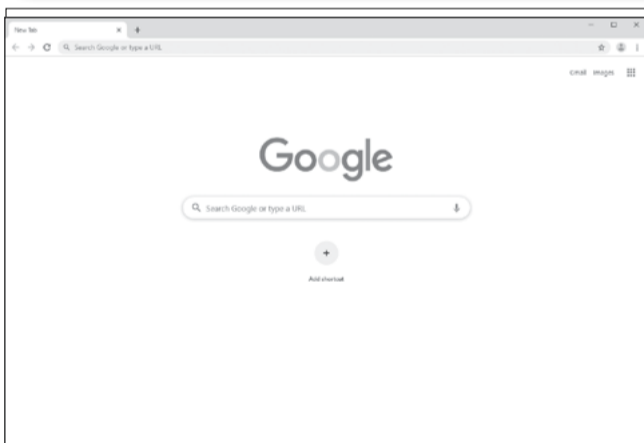 New Tab
Search Google or type a URL
Gmail Images
Google
Search Google or type a URL
Add shortcut